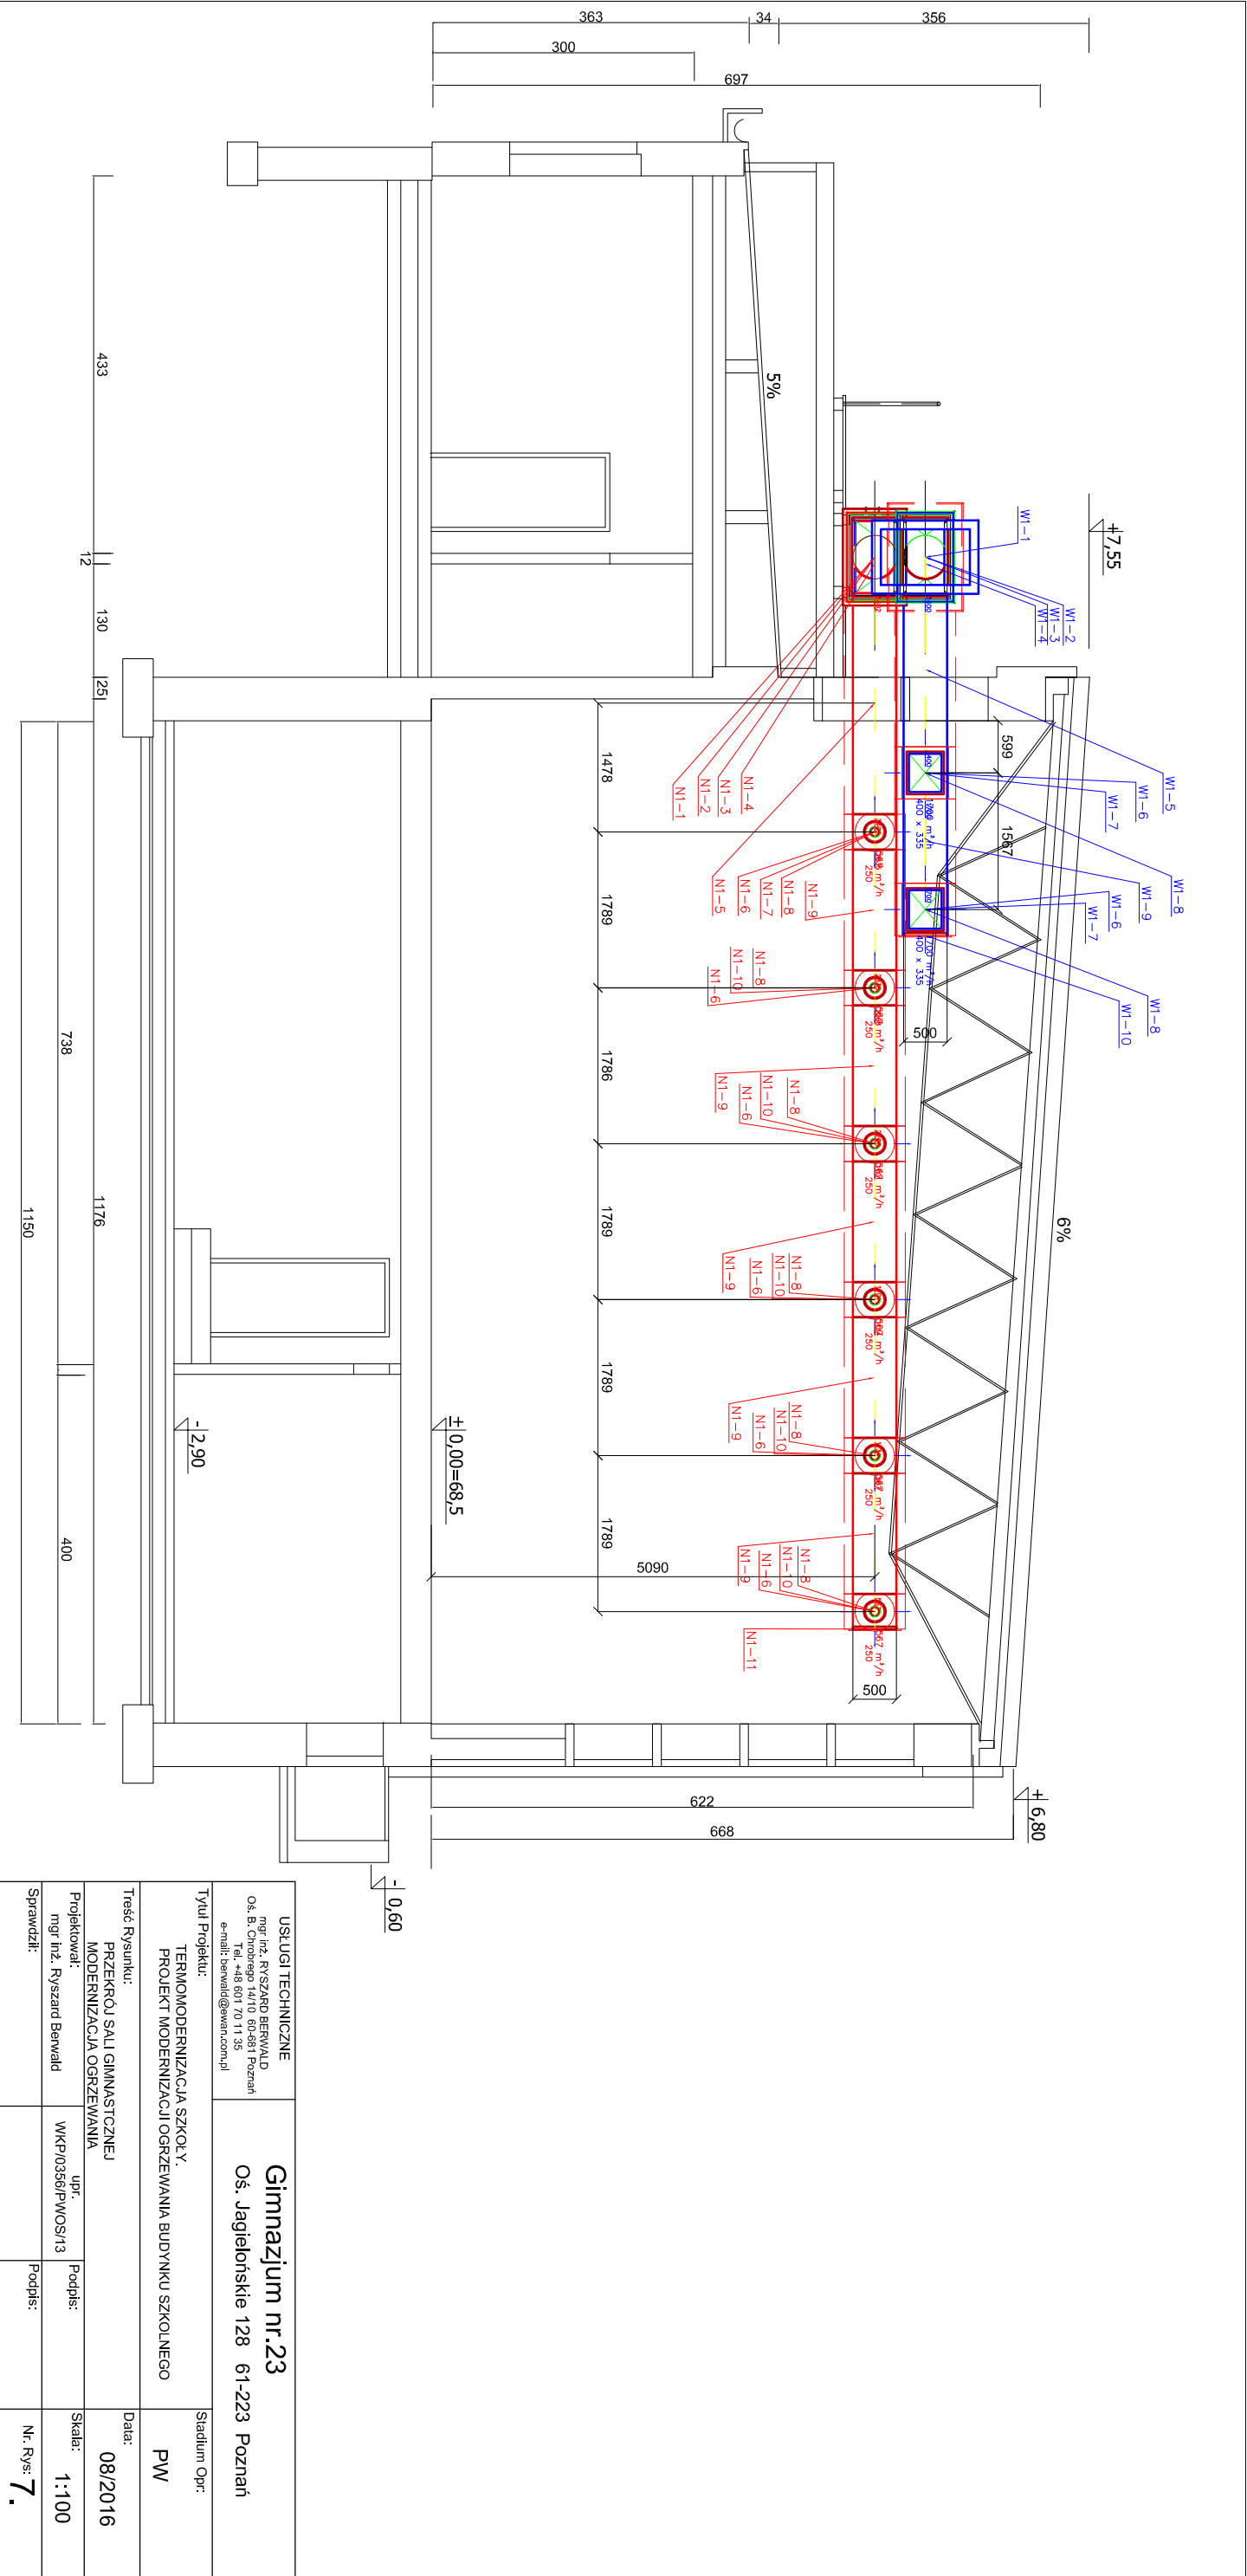 363
34
356
300
697
433
12
130
25
1176
738
400
1150
5%
6%
+7,55
±0,00=68,5
-2,90
+ 6,80
- 0,60
622
668
5090
500
500
599
1567
1478
1789
1786
1789
1789
1789
W1-1
W1-2
W1-3
W1-4
W1-5
W1-6
W1-7
W1-8
W1-9
W1-6
W1-7
W1-8
W1-10
400 x 335
1700 m³/h
400 x 335
N1-1
N1-2
N1-3
N1-4
N1-5
N1-6
N1-7
N1-8
N1-9
N1-8
N1-10
N1-6
N1-8
N1-10
N1-6
N1-9
N1-8
N1-10
N1-6
N1-9
N1-8
N1-10
N1-6
N1-9
N1-8
N1-10
N1-6
N1-9
N1-11
250
250
250
250
250
567 m³/h
250
USŁUGI TECHNICZNE
mgr inż. RYSZARD BERWALD
Oś. B. Chrobrego 14/10 60-681 Poznań
Tel. +48 601 70 11 35
e-mail: berwald@ewan.com.pl
Gimnazjum nr.23
Oś. Jagielońskie 128 61-223 Poznań
Tytuł Projektu:
TERMOMODERNIZACJA SZKOŁY.
PROJEKT MODERNIZACJI OGRZEWANIA BUDYNKU SZKOLNEGO
Stadium Opr:
PW
Treść Rysunku:
PRZEKRÓJ SALI GIMNASTCZNEJ
MODERNIZACJA OGRZEWANIA
Data:
08/2016
Projektował:
mgr inż. Ryszard Berwald
upr.
WKP/0356/PWOS/13
Podpis:
Skala:
1:100
Sprawdził:
Podpis:
Nr. Rys: 7.